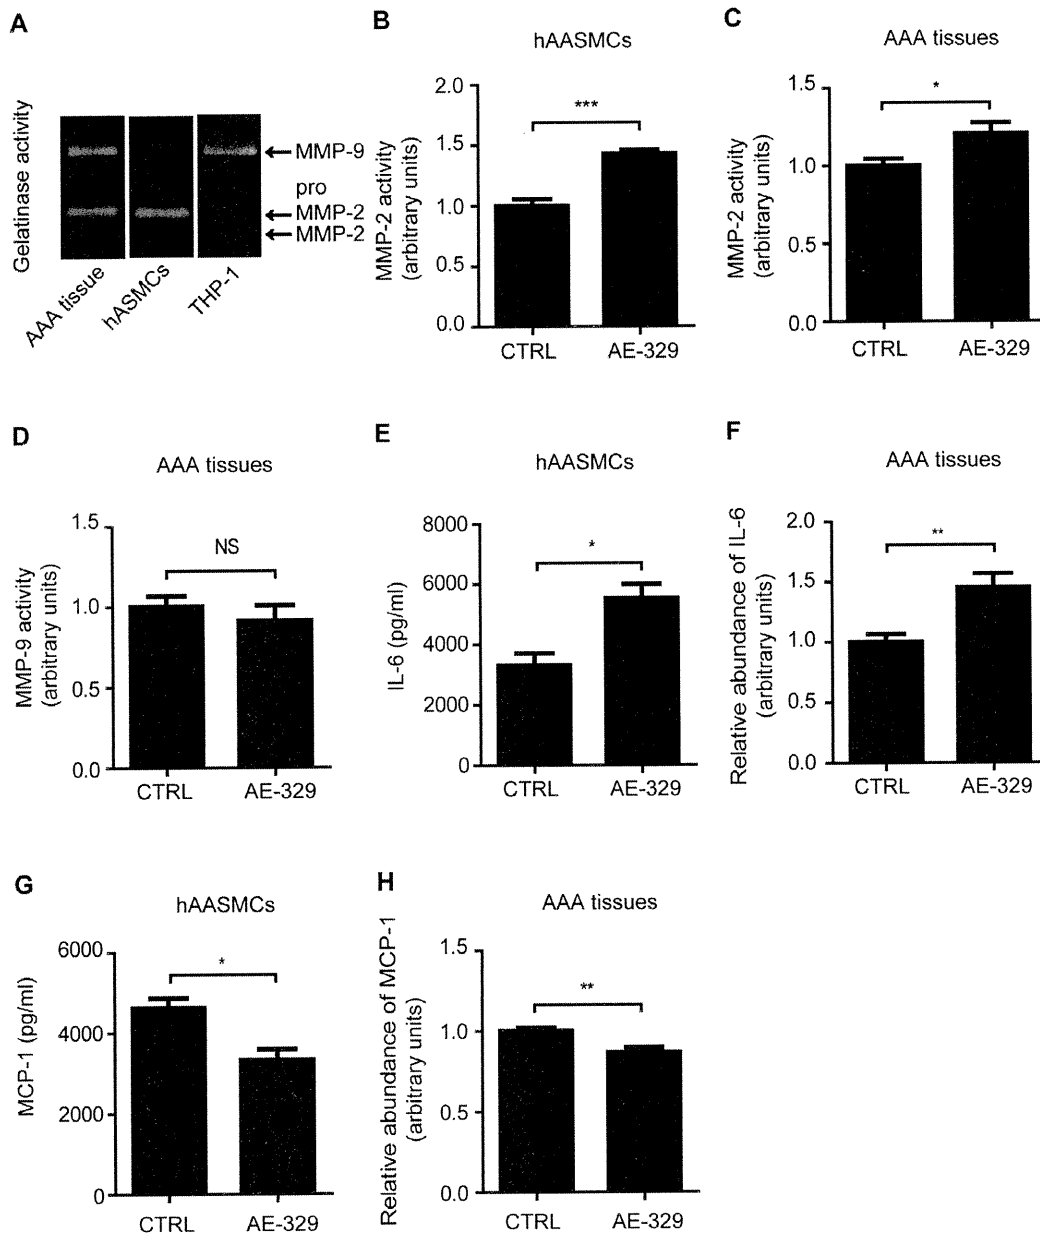 A
Gelatinase activity
MMP-9
pro
MMP-2
MMP-2
AAA tissue
hASMCs
THP-1
B
hAASMCs
MMP-2 activity
(arbitrary units)
2.0
1.5
1.0
0.5
0.0
***
CTRL
AE-329
C
AAA tissues
MMP-2 activity
(arbitrary units)
1.5
1.0
0.5
0.0
*
CTRL
AE-329
D
AAA tissues
MMP-9 activity
(arbitrary units)
1.5
1.0
0.5
0.0
NS
CTRL
AE-329
E
hAASMCs
IL-6 (pg/ml)
8000
6000
4000
2000
0
*
CTRL
AE-329
F
AAA tissues
Relative abundance of IL-6
(arbitrary units)
2.0
1.5
1.0
0.5
0.0
**
CTRL
AE-329
G
hAASMCs
MCP-1 (pg/ml)
6000
4000
2000
0
*
CTRL
AE-329
H
AAA tissues
Relative abundance of MCP-1
(arbitrary units)
1.5
1.0
0.5
0.0
**
CTRL
AE-329